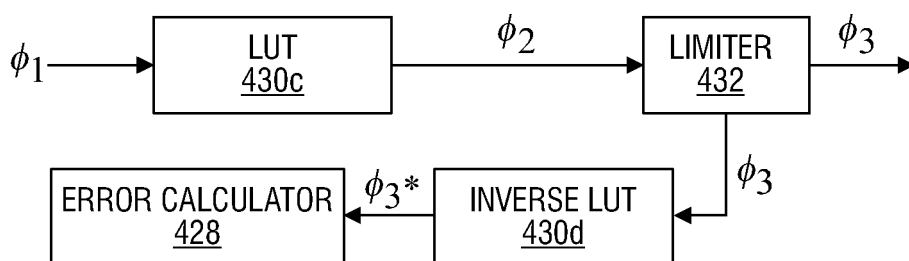 ϕ1
LUT
430c
ϕ2
LIMITER
432
ϕ3
ϕ3
ERROR CALCULATOR
428
ϕ3*
INVERSE LUT
430d